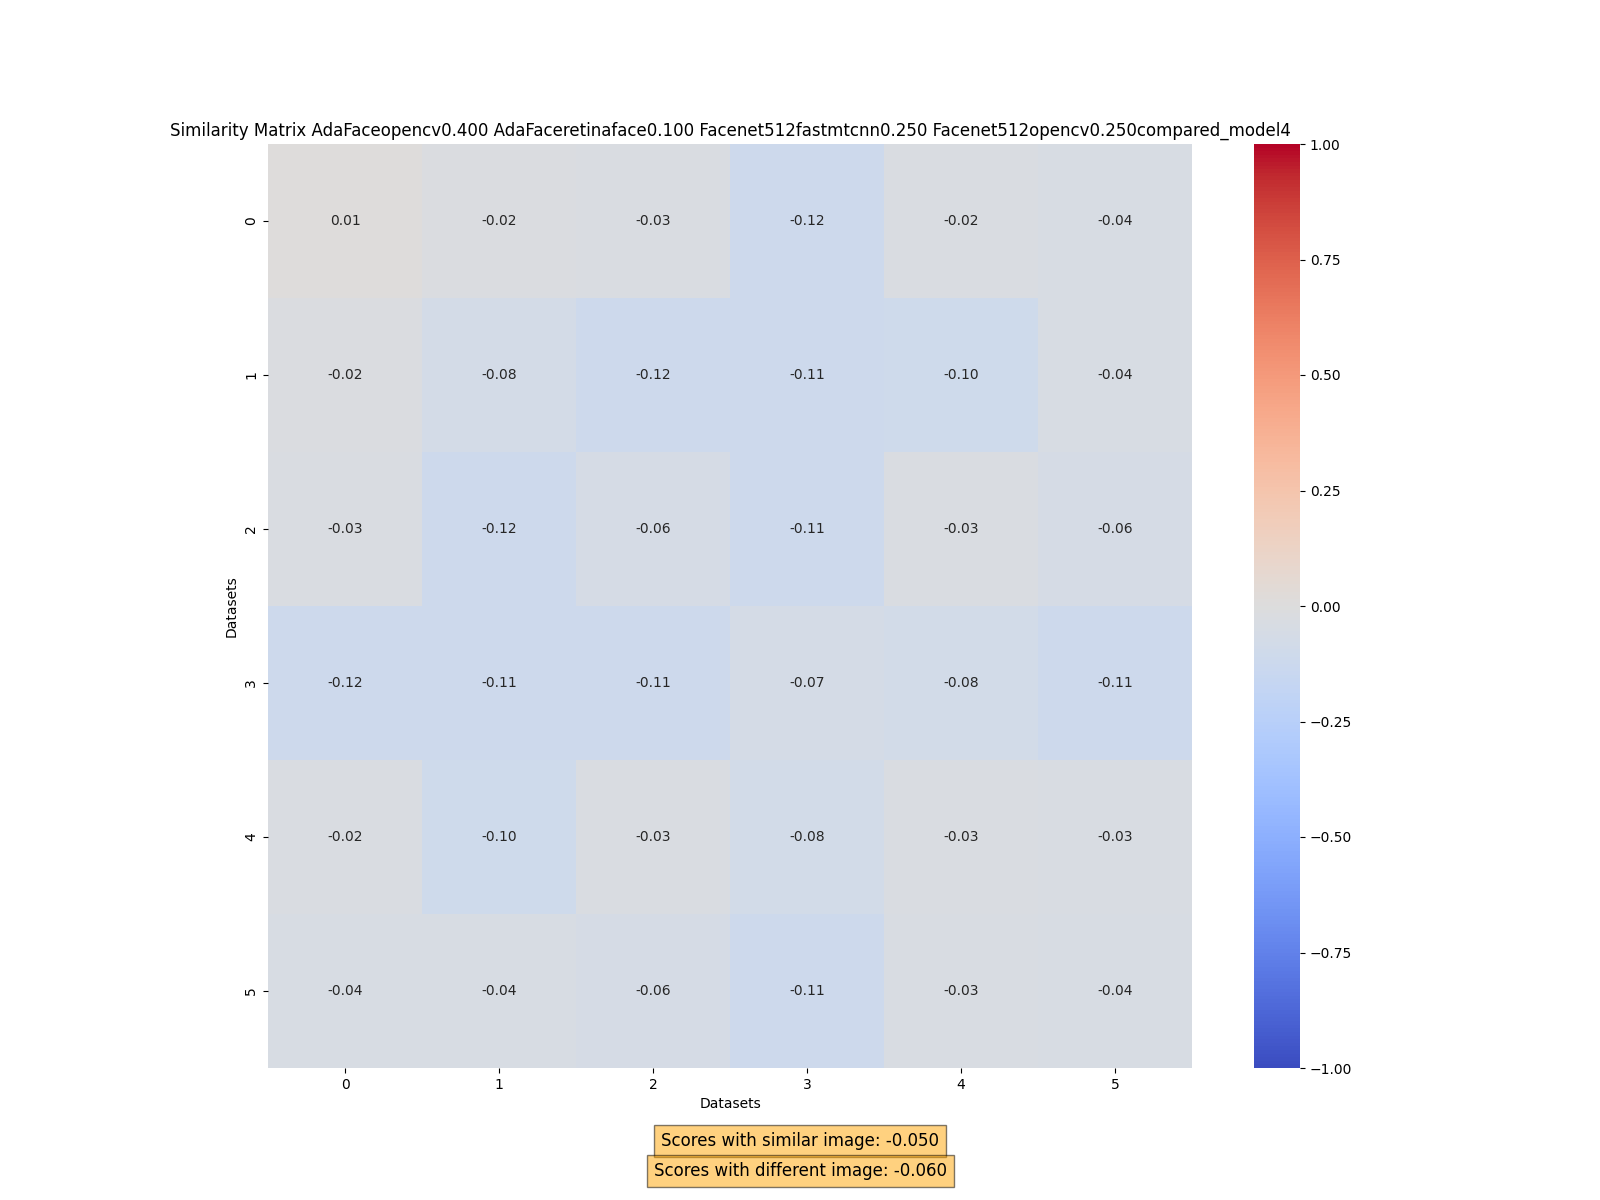 Similarity Matrix AdaFaceopencv0.400 AdaFaceretinaface0.100 Facenet512fastmtcnn0.250 Facenet512opencv0.250compared_model4
0 0.01 -0.02 -0.03 -0.12 -0.02 -0.04
1 -0.02 -0.08 -0.12 -0.11 -0.10 -0.04
2 -0.03 -0.12 -0.06 -0.11 -0.03 -0.06
3 -0.12 -0.11 -0.11 -0.07 -0.08 -0.11
4 -0.02 -0.10 -0.03 -0.08 -0.03 -0.03
5 -0.04 -0.04 -0.06 -0.11 -0.03 -0.04
Datasets
0 1 2 3 4 5
Datasets
1.00
0.75
0.50
0.25
0.00
−0.25
−0.50
−0.75
−1.00
Scores with similar image: -0.050
Scores with different image: -0.060